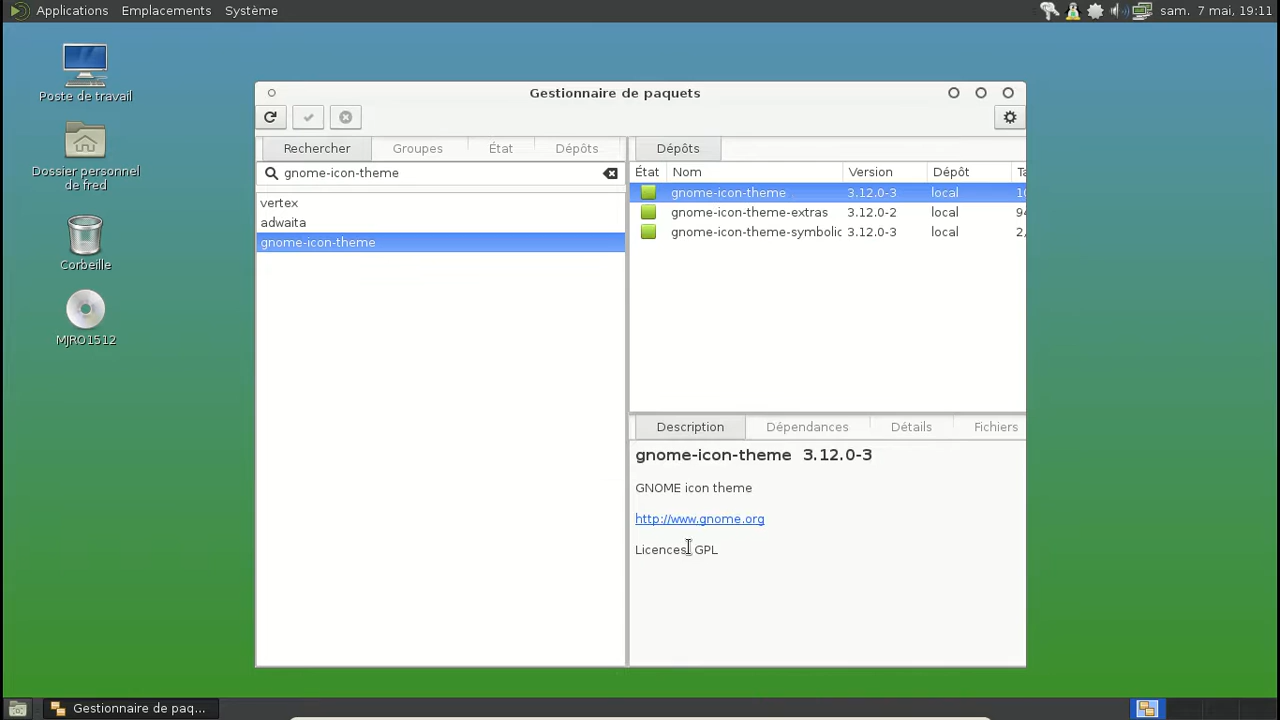 Applications Emplacements Système sam. 7 mai, 19:11
Poste de travail
Dossier personnel
de fred
Corbeille
MJRO1512
Gestionnaire de paquets
Rechercher Groupes État Dépôts
gnome-icon-theme
vertex
adwaita
gnome-icon-theme
Dépôts
État Nom Version Dépôt
gnome-icon-theme 3.12.0-3 local
gnome-icon-theme-extras 3.12.0-2 local
gnome-icon-theme-symbolic 3.12.0-3 local
Description Dépendances Détails Fichiers
gnome-icon-theme 3.12.0-3
GNOME icon theme
http://www.gnome.org
Licences GPL
Gestionnaire de paq...